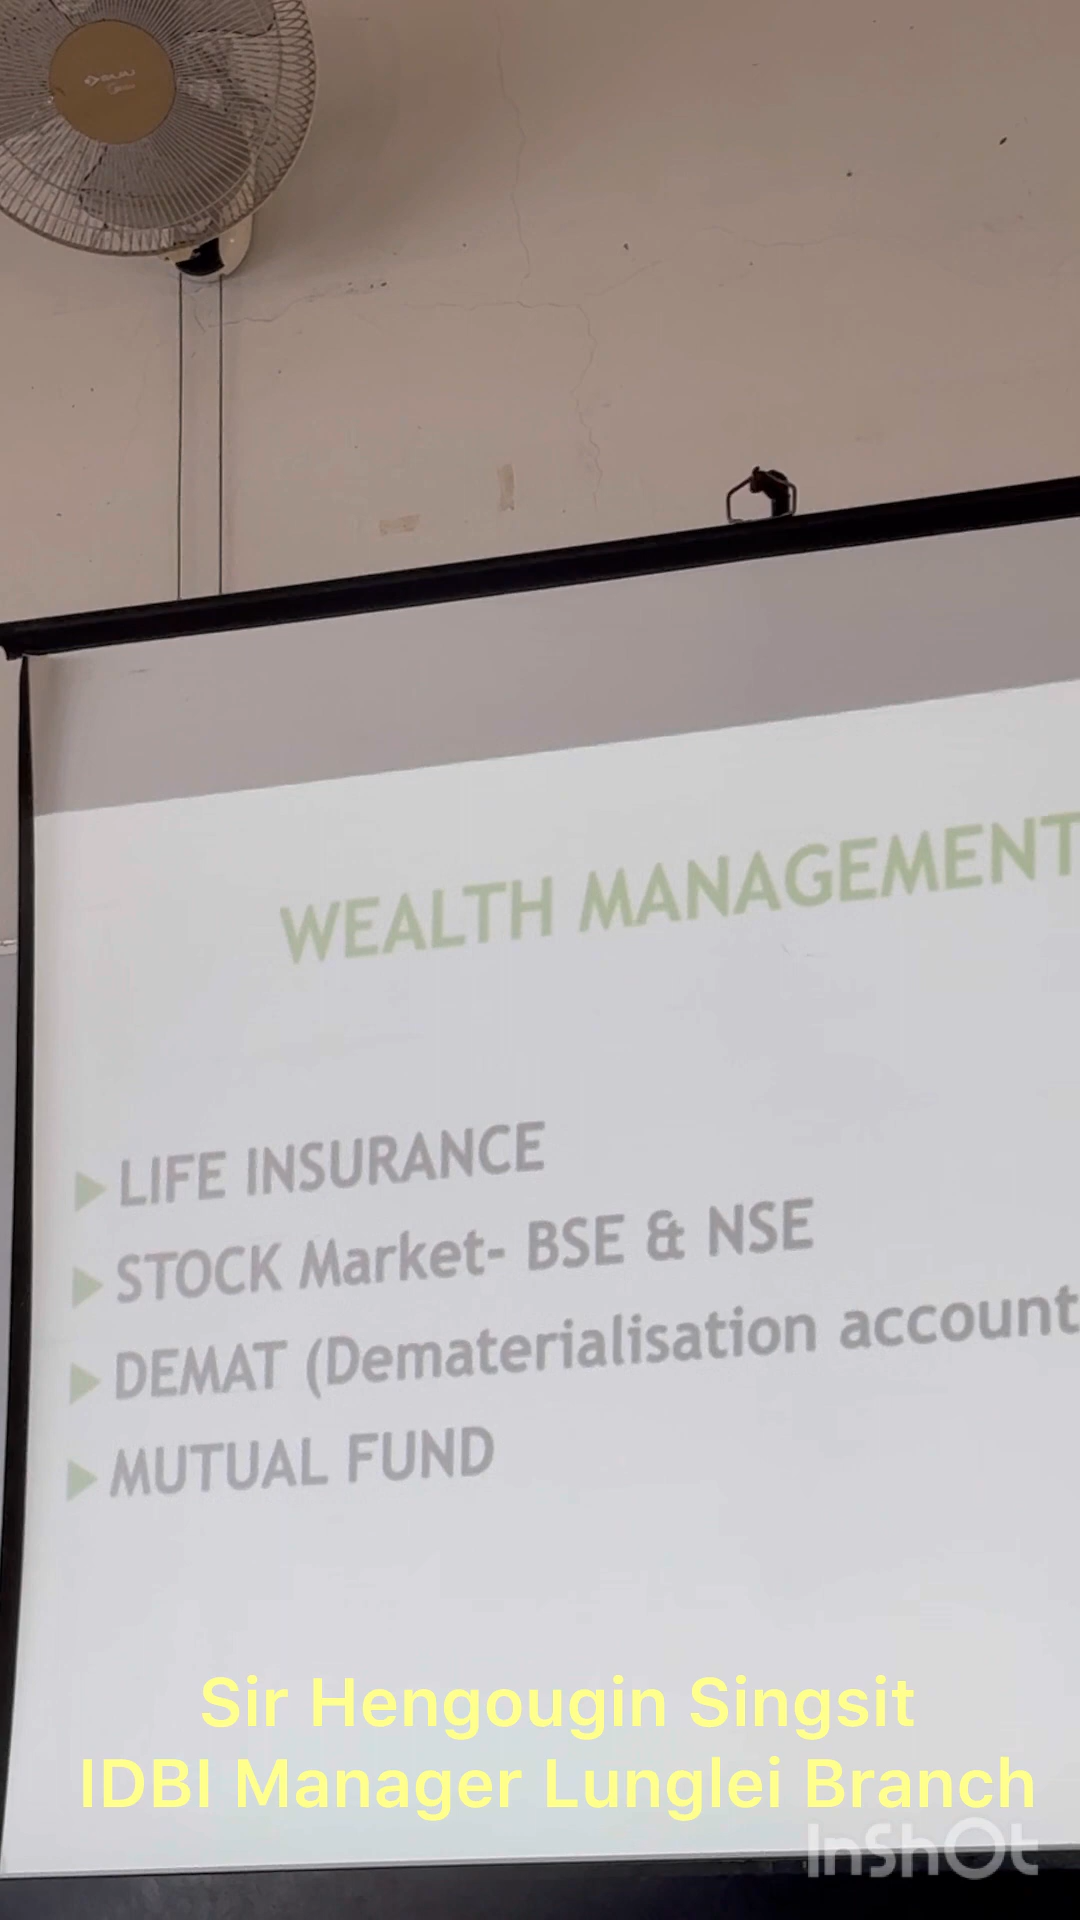 BAJAJ
WEALTH MANAGEMENT
LIFE INSURANCE
STOCK Market- BSE & NSE
DEMAT (Dematerialisation account
MUTUAL FUND
Sir Hengougin Singsit
IDBI Manager Lunglei Branch
InShOt